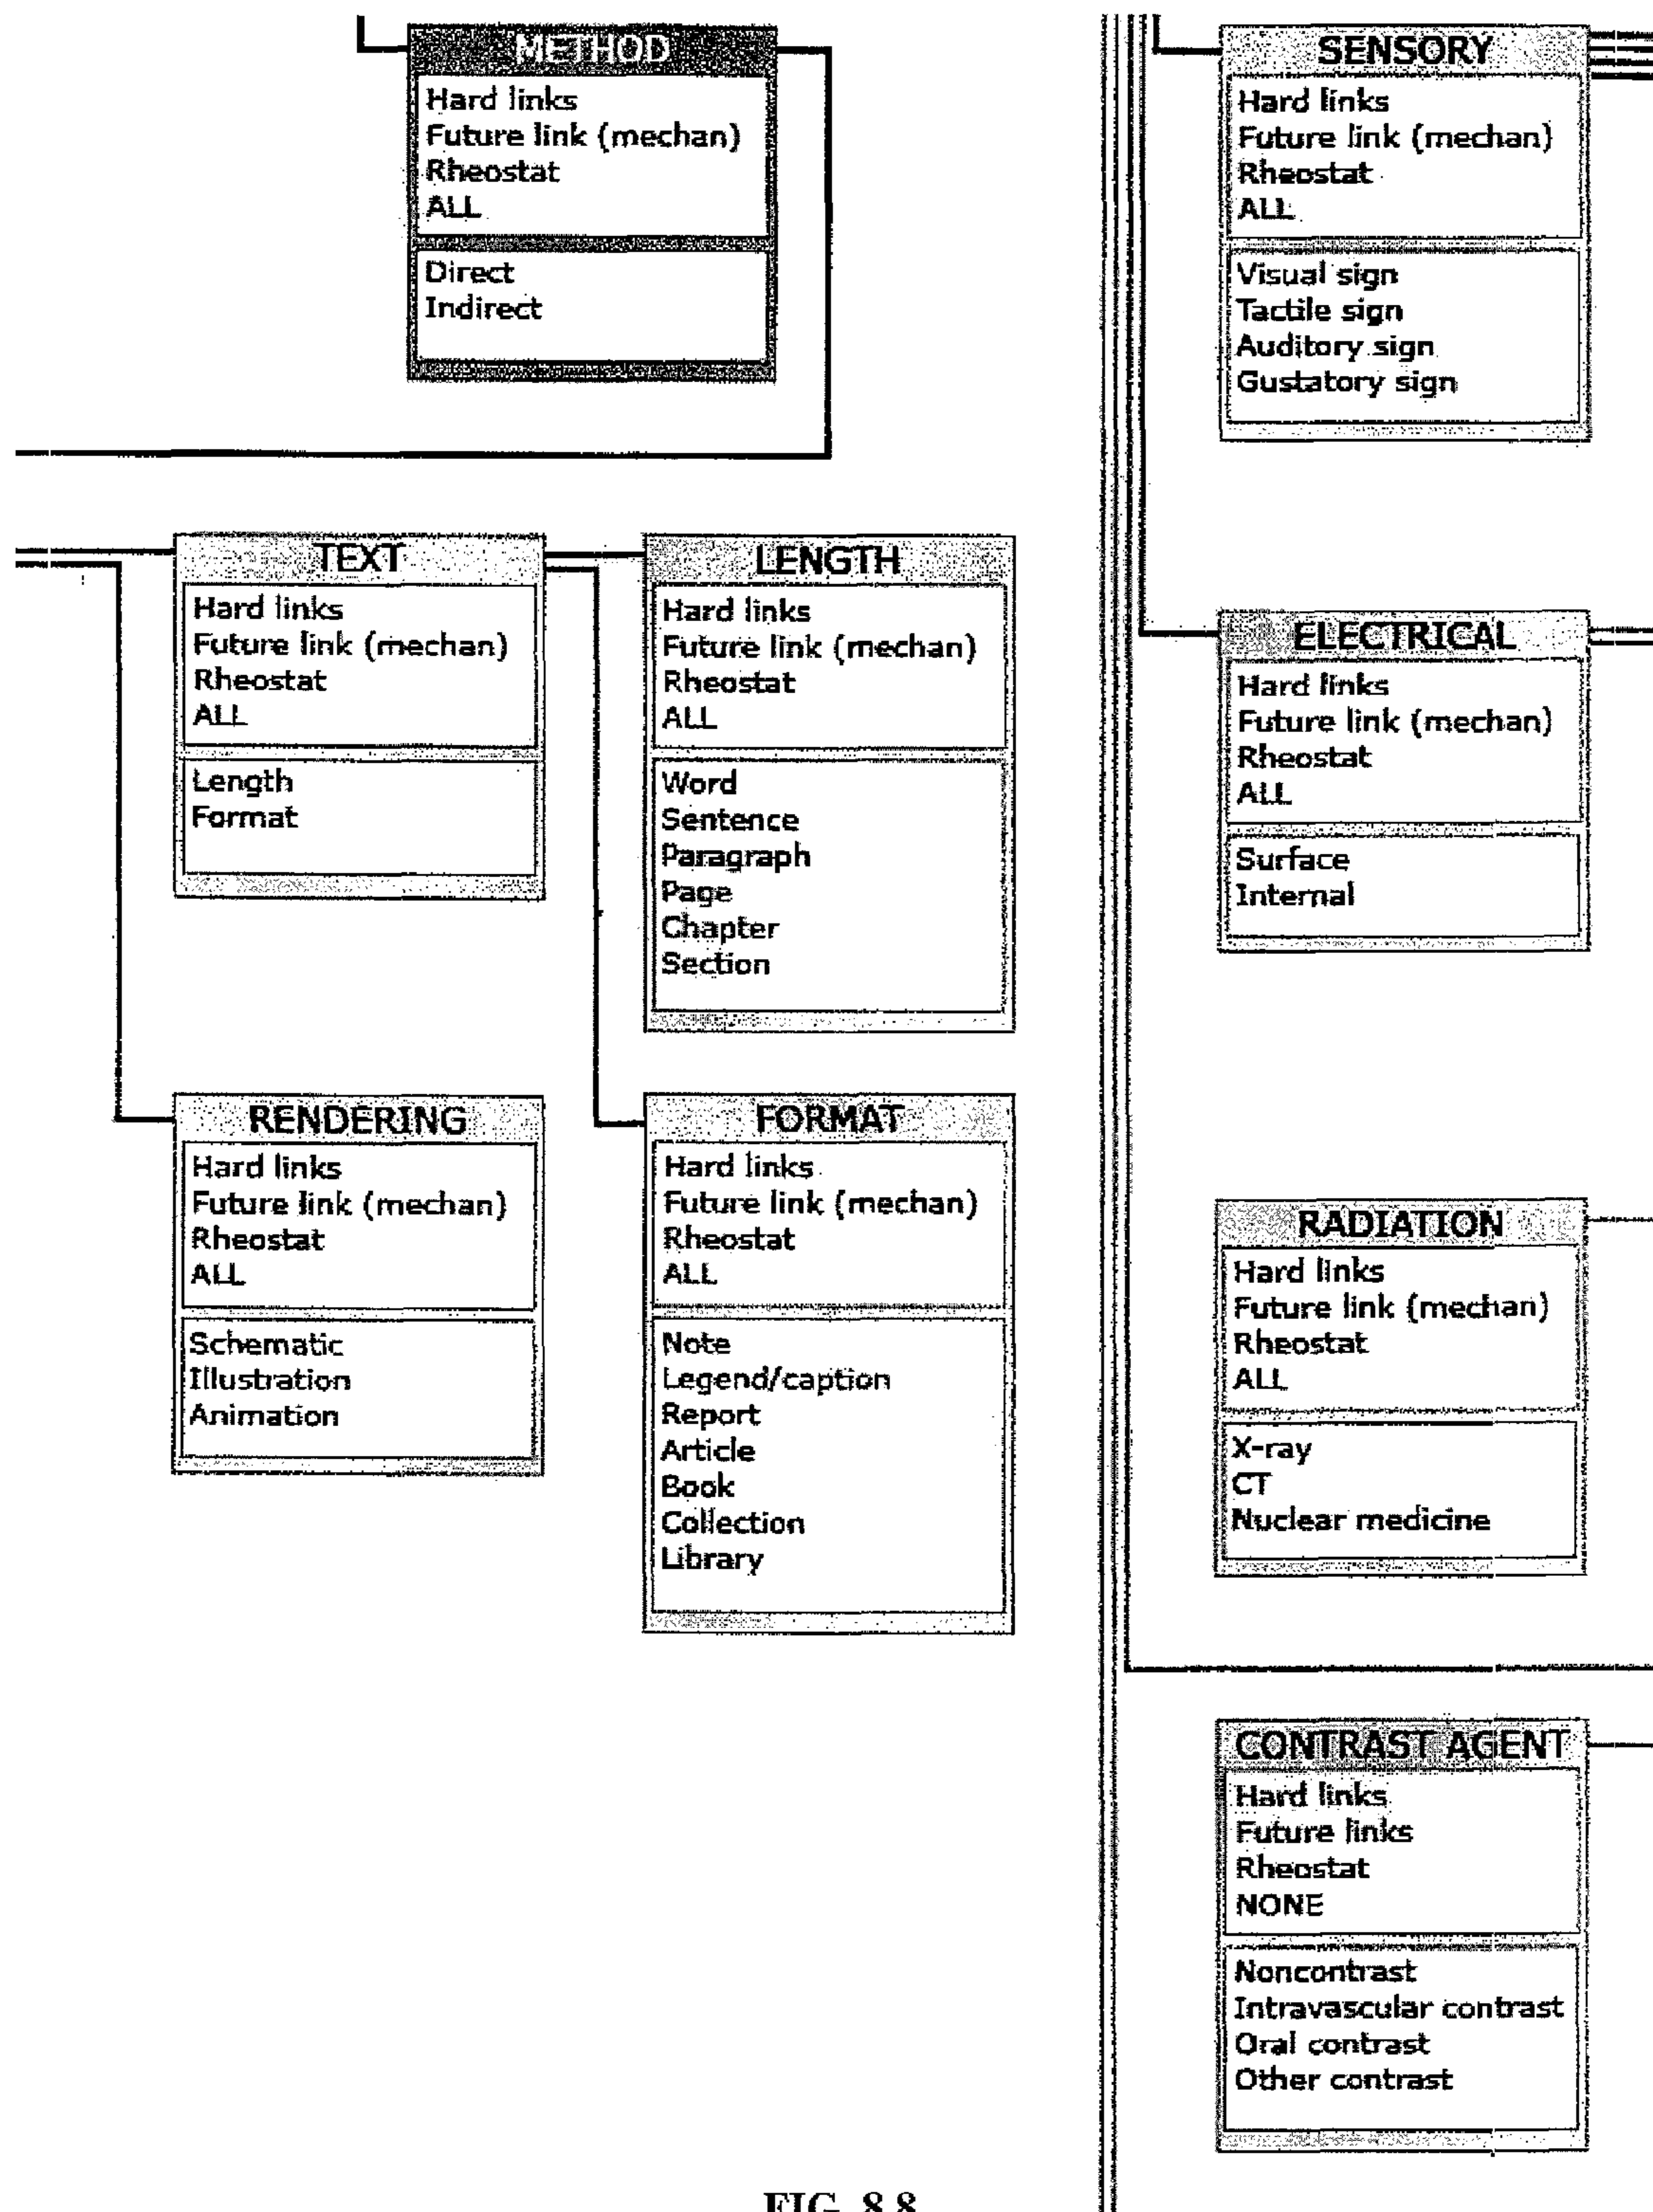 METHOD
Hard links
Future link (mechan)
Rheostat
ALL
Direct
Indirect
TEXT
Hard links
Future link (mechan)
Rheostat
ALL
Length
Format
LENGTH
Hard links
Future link (mechan)
Rheostat
ALL
Word
Sentence
Paragraph
Page
Chapter
Section
RENDERING
Hard links
Future link (mechan)
Rheostat
ALL
Schematic
Illustration
Animation
FORMAT
Hard links
Future link (mechan)
Rheostat
ALL
Note
Legend/caption
Report
Article
Book
Collection
Library
SENSORY
Hard links
Future link (mechan)
Rheostat
ALL
Visual sign
Tactile sign
Auditory sign
Gustatory sign
ELECTRICAL
Hard links
Future link (mechan)
Rheostat
ALL
Surface
Internal
RADIATION
Hard links
Future link (mechan)
Rheostat
ALL
X-ray
CT
Nuclear medicine
CONTRAST AGENT
Hard links
Future links
Rheostat
NONE
Noncontrast
Intravascular contrast
Oral contrast
Other contrast
FIG. 8.8